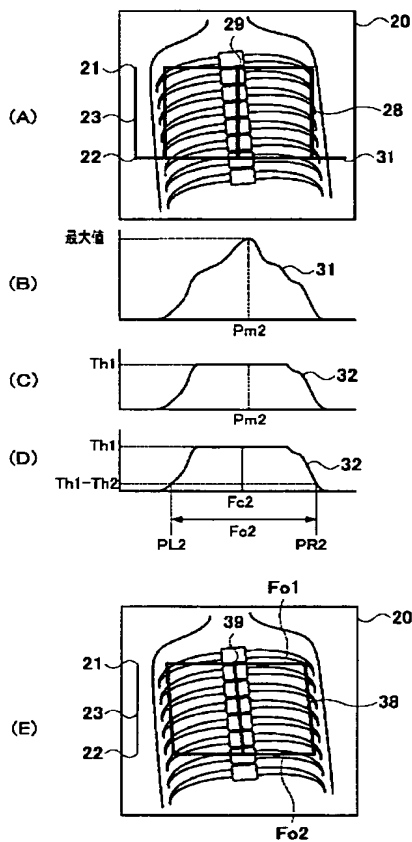 29
20
21
(A)
23
28
22
31
最大値
(B)
31
Pm2
Th1
(C)
32
Pm2
Th1
(D)
32
Th1-Th2
Fc2
Fo2
PL2
PR2
Fo1
39
20
21
23
38
(E)
22
Fo2